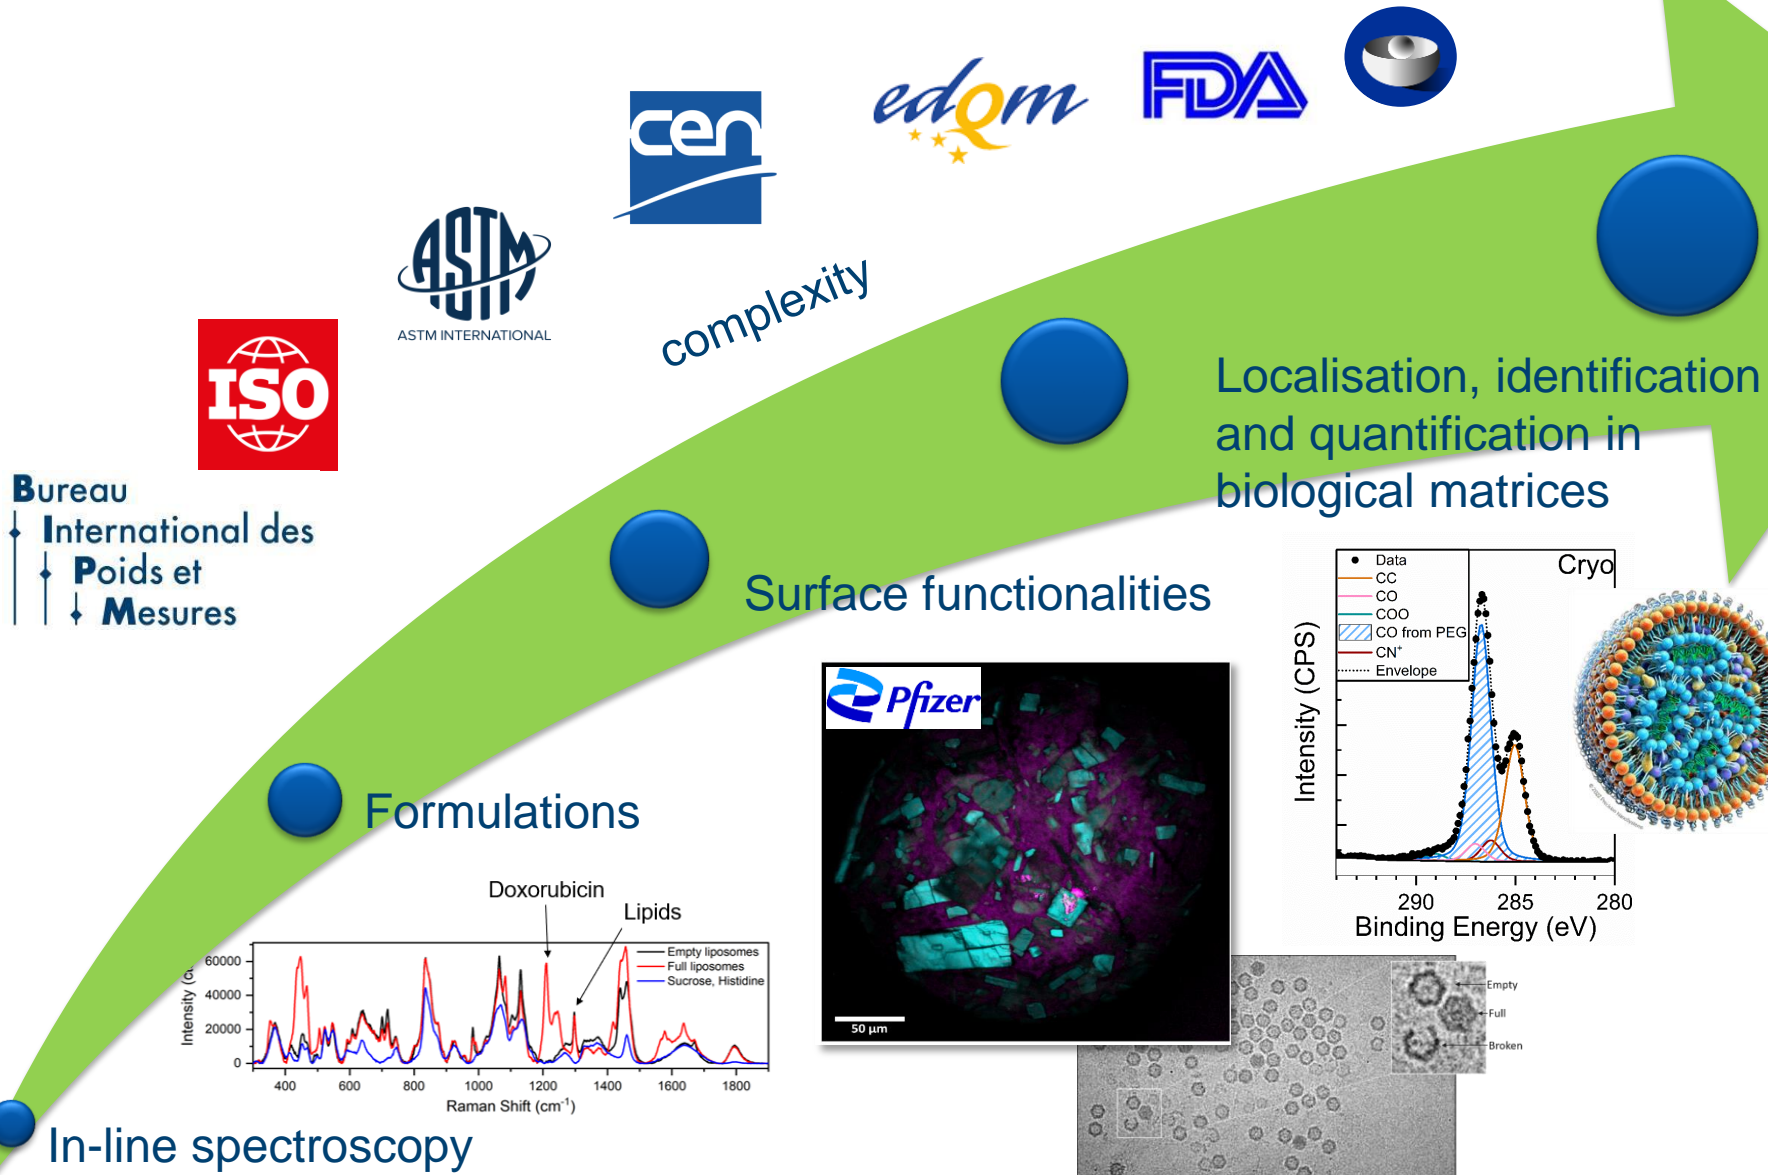 edQm
FDA
cen
ASTM
ASTM INTERNATIONAL
complexity
ISO
Bureau
International des
Poids et
Mesures
Localisation, identification
and quantification in
biological matrices
Surface functionalities
Formulations
In-line spectroscopy
Doxorubicin
Lipids
Empty liposomes
Full liposomes
Sucrose, Histidine
60000
40000
20000
0
400 600 800 1000 1200 1400 1600 1800
Raman Shift (cm⁻¹)
Pfizer
50 µm
Data
CC
CO
COO
CO from PEG
CN⁺
Envelope
Cryo
Intensity (CPS)
290 285 280
Binding Energy (eV)
Empty
Full
Broken